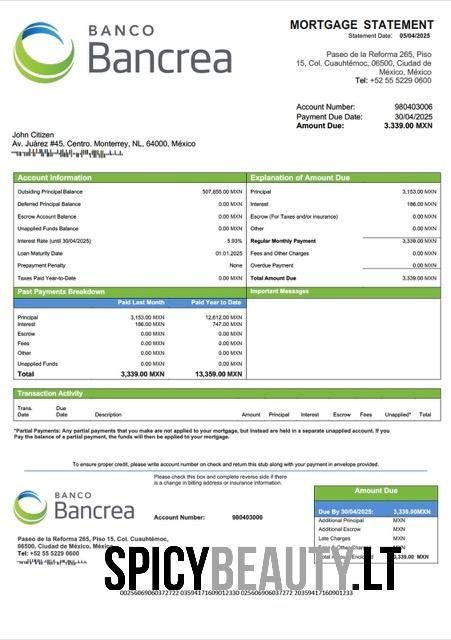 BANCO
Bancrea
MORTGAGE STATEMENT
Statement Date: 05/04/2025
Paseo de la Reforma 265, Piso
15, Col. Cuauhtémoc, 06500, Ciudad de
México, México
Tel: +52 55 5229 0600
Account Number: 980403006
Payment Due Date: 30/04/2025
Amount Due: 3.339.00 MXN
John Citizen
Av. Juárez #45, Centro. Monterrey, NL, 64000, México
Account Information
Outsiding Principal Balance 507,655.00 MZN
Deferred Principal Balance 0.00 MXN
Escrow Account Balance 0.00 MXN
Unapplied Funds Balance 0.00 MXN
Interest Rate (until 30/04/2025) 5.93%
Loan Maturity Date 01.01.2025
Prepayment Penalty None
Taxes Paid Year-to-Date 0.00 MXN
Explanation of Amount Due
Principal 3,153.00 MXN
Interest 186.00 MXN
Escrow (For Taxes and/or insurance) 0.00 MXN
Other 0.00 MXN
Regular Monthly Payment 3,339.00 MXN
Fees and Other Charges 0.00 MXN
Overdue Payment 0.00 MXN
Total Amount Due 3,339.00 MXN
Past Payments Breakdown
Paid Last Month Paid Year to Date
Principal 3,153.00 MXN 12,612.00 MXN
Interest 186.00 MXN 747.00 MXN
Escrow 0.00 MXN 0.00 MXN
Fees 0.00 MXN 0.00 MXN
Other 0.00 MXN 0.00 MXN
Unapplied Funds 0.00 MXN 0.00 MXN
Total 3,339.00 MXN 13,359.00 MXN
Important Messages
Transaction Activity
Trans. Date Due Date Description Amount Principal Interest Escrow Fees Unapplied* Total
*Partial Payments: Any partial payments that you make are not applied to your mortgage, but instead are held in a separate unapplied account. If you
Pay the balance of a partial payment, the funds will then be applied to your mortgage.
To ensure proper credit, please write account number on check and return this stub along with your payment in envelope provided.
Please check this box and complete reverse side if there
is a change in billing address or insurance information.
BANCO
Bancrea
Account Number: 980403006
Paseo de la Reforma 265, Piso 15, Col. Cuauhtémoc,
06500, Ciudad de México, México
Tel: +52 55 5229 0600
Amount Due
Due By 30/04/2025: 3,339.00MXN
Additional Principal MXN
Additional Escrow MXN
Late Charges MXN
MXN
3,339.00 MXN
SPICYBEAUTY.LT